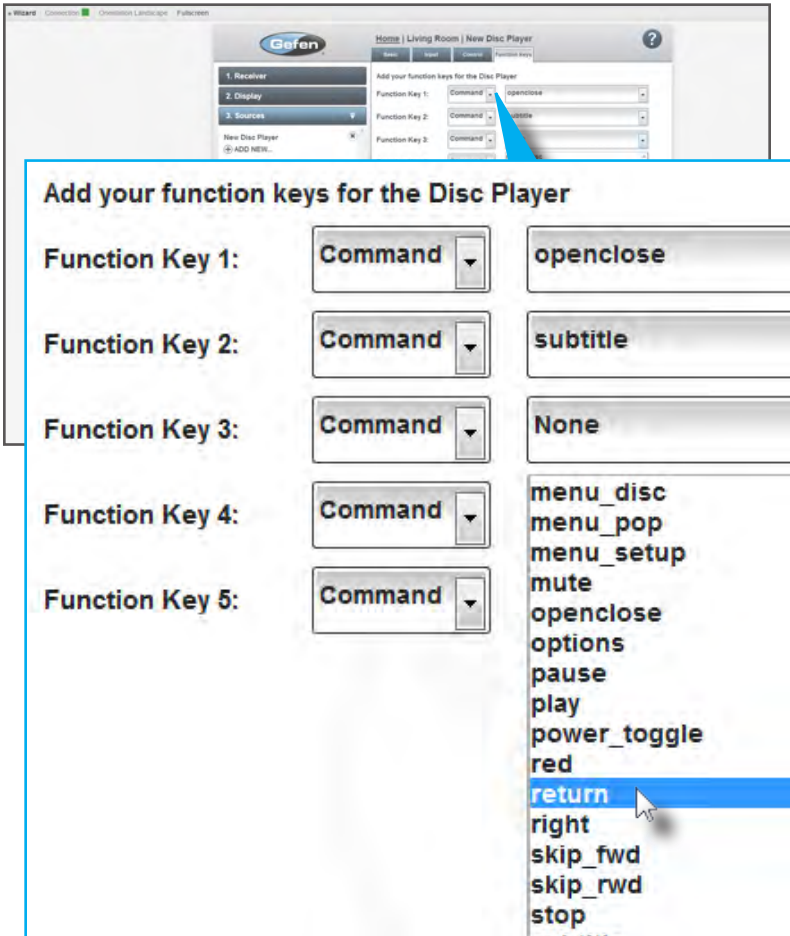 ▸ Wizard Connection Orientation Landscape Fullscreen
Gefen
Home | Living Room | New Disc Player ?
Basic Input Control Function Keys
1. Receiver
2. Display
3. Sources
New Disc Player
ADD NEW...
Add your function keys for the Disc Player
Function Key 1: Command openclose
Function Key 2: Command subtitle
Function Key 3: Command
Add your function keys for the Disc Player
Function Key 1: Command openclose
Function Key 2: Command subtitle
Function Key 3: Command None
Function Key 4: Command
Function Key 5: Command
menu_disc
menu_pop
menu_setup
mute
openclose
options
pause
play
power_toggle
red
return
right
skip_fwd
skip_rwd
stop